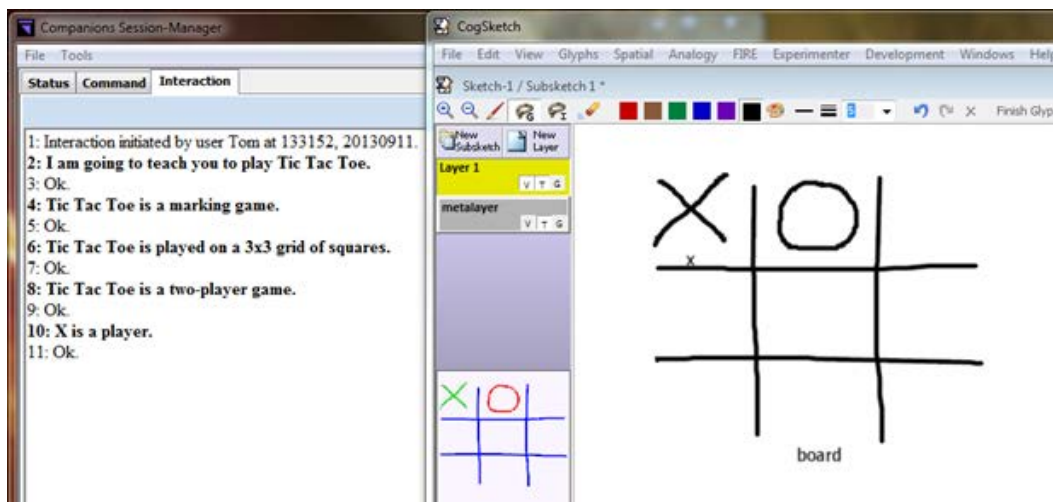 Companions Session-Manager
File Tools
Status Command Interaction
1: Interaction initiated by user Tom at 133152, 20130911.
2: I am going to teach you to play Tic Tac Toe.
3: Ok.
4: Tic Tac Toe is a marking game.
5: Ok.
6: Tic Tac Toe is played on a 3x3 grid of squares.
7: Ok.
8: Tic Tac Toe is a two-player game.
9: Ok.
10: X is a player.
11: Ok.
CogSketch
File Edit View Glyphs Spatial Analogy FIRE Experimenter Development Windows Help
Sketch-1 / Subsketch 1 *
5 Finish Glyp
New Subsketch New Layer
Layer 1
V T G
metalayer
V T G
X O
x
board
X O